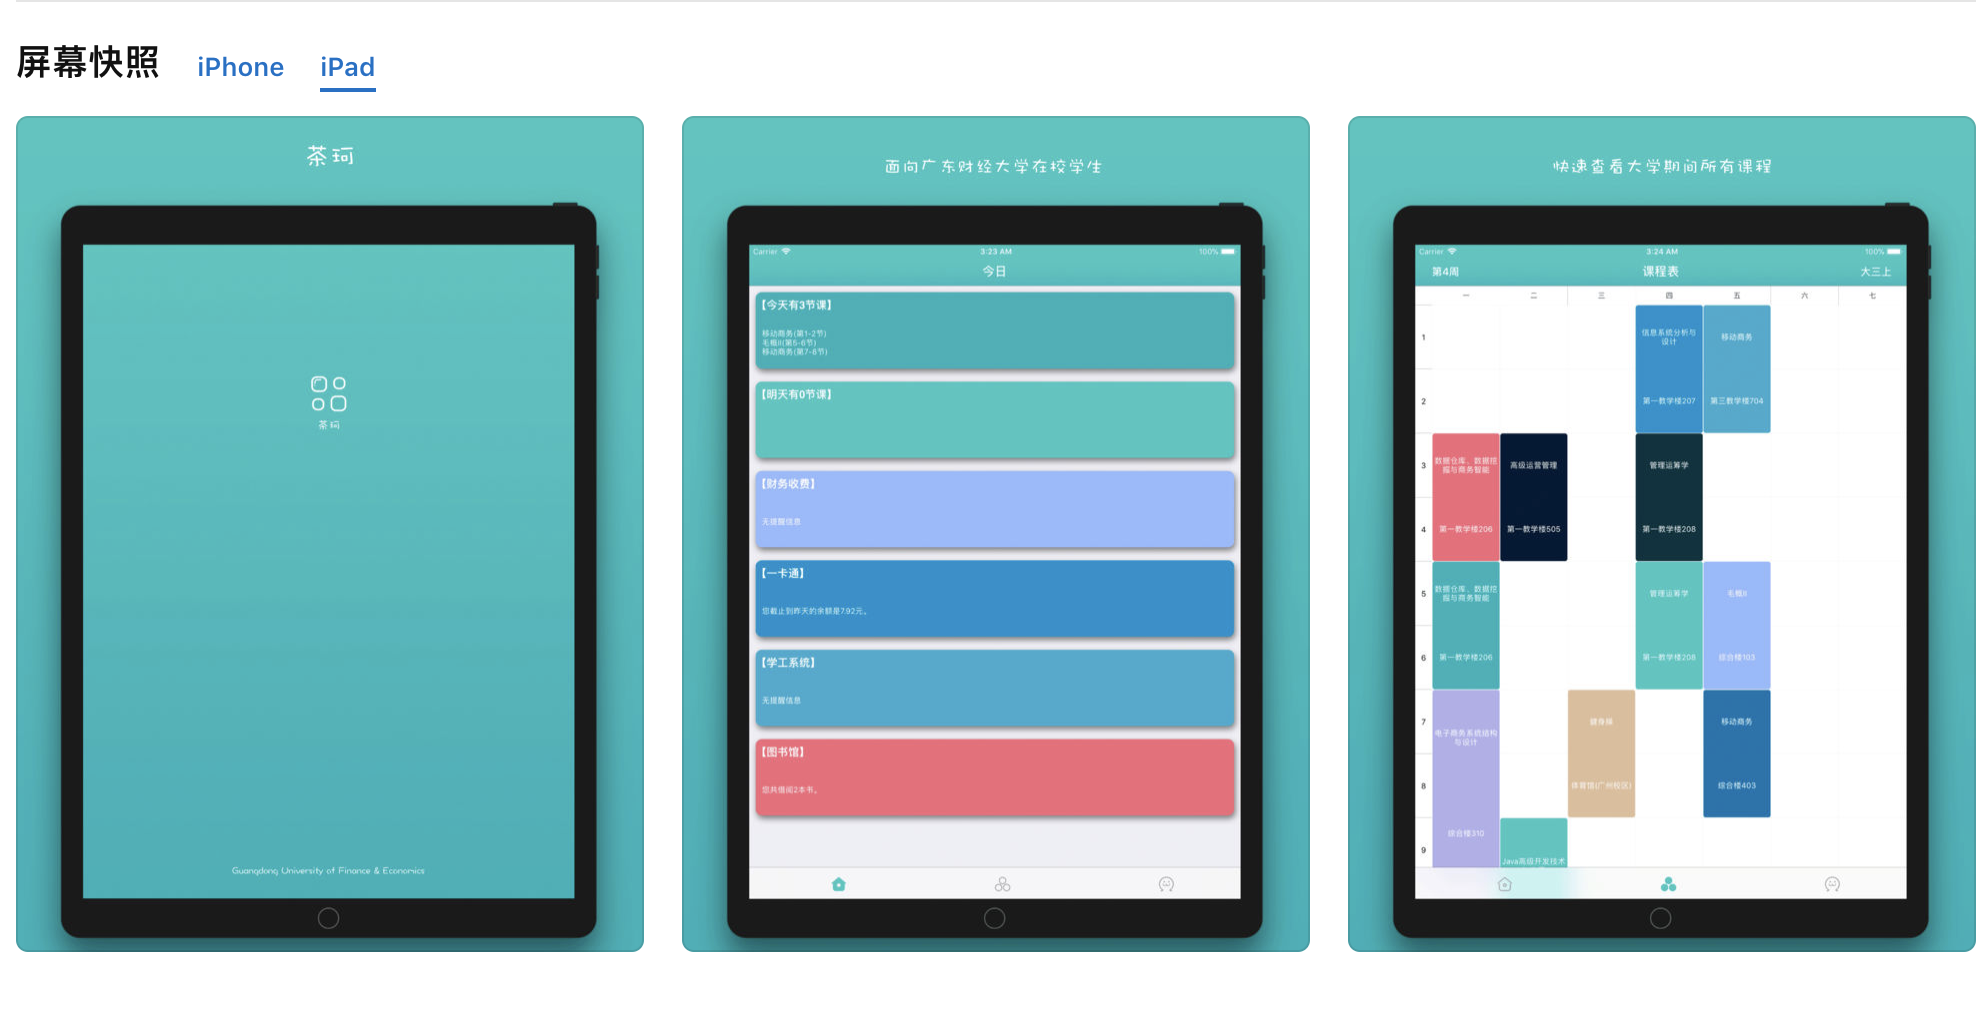 屏幕快照 iPhone iPad
茶珂
茶珂
Guangdong University of Finance & Economics
面向广东财经大学在校学生
Carrier 3:23 AM 100%
今日
【今天有3节课】
移动商务(第1-2节)
毛概II(第5-6节)
移动商务(第7-8节)
【明天有0节课】
【财务收费】
无提醒信息
【一卡通】
您截止到昨天的余额是7.92元。
【学工系统】
无提醒信息
【图书馆】
您共借阅2本书。
快速查看大学期间所有课程
Carrier 3:24 AM 100%
第4周 课程表 大三上
一 二 三 四 五 六 七
1
信息系统分析与
设计
移动商务
2
第一教学楼207
第三教学楼704
3
数据仓库、数据挖
掘与商务智能
高级运营管理
管理运筹学
4
第一教学楼206
第一教学楼505
第一教学楼208
5
数据仓库、数据挖
掘与商务智能
管理运筹学
毛概II
6
第一教学楼206
第一教学楼208
综合楼103
7
电子商务系统结构
与设计
健身操
移动商务
8
体育馆(广州校区)
综合楼403
综合楼310
9
Java高级开发技术